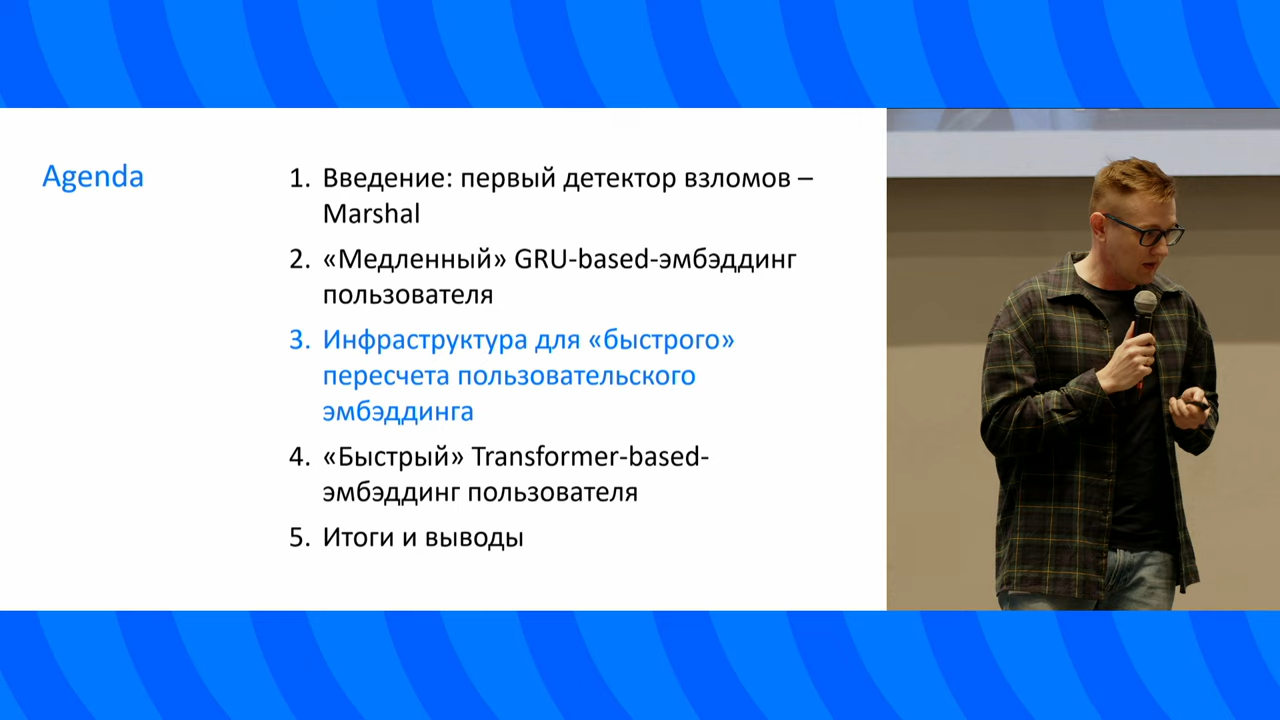 Agenda
1. Введение: первый детектор взломов –
Marshal
2. «Медленный» GRU-based-эмбэддинг
пользователя
3. Инфраструктура для «быстрого»
пересчета пользовательского
эмбэддинга
4. «Быстрый» Transformer-based-
эмбэддинг пользователя
5. Итоги и выводы